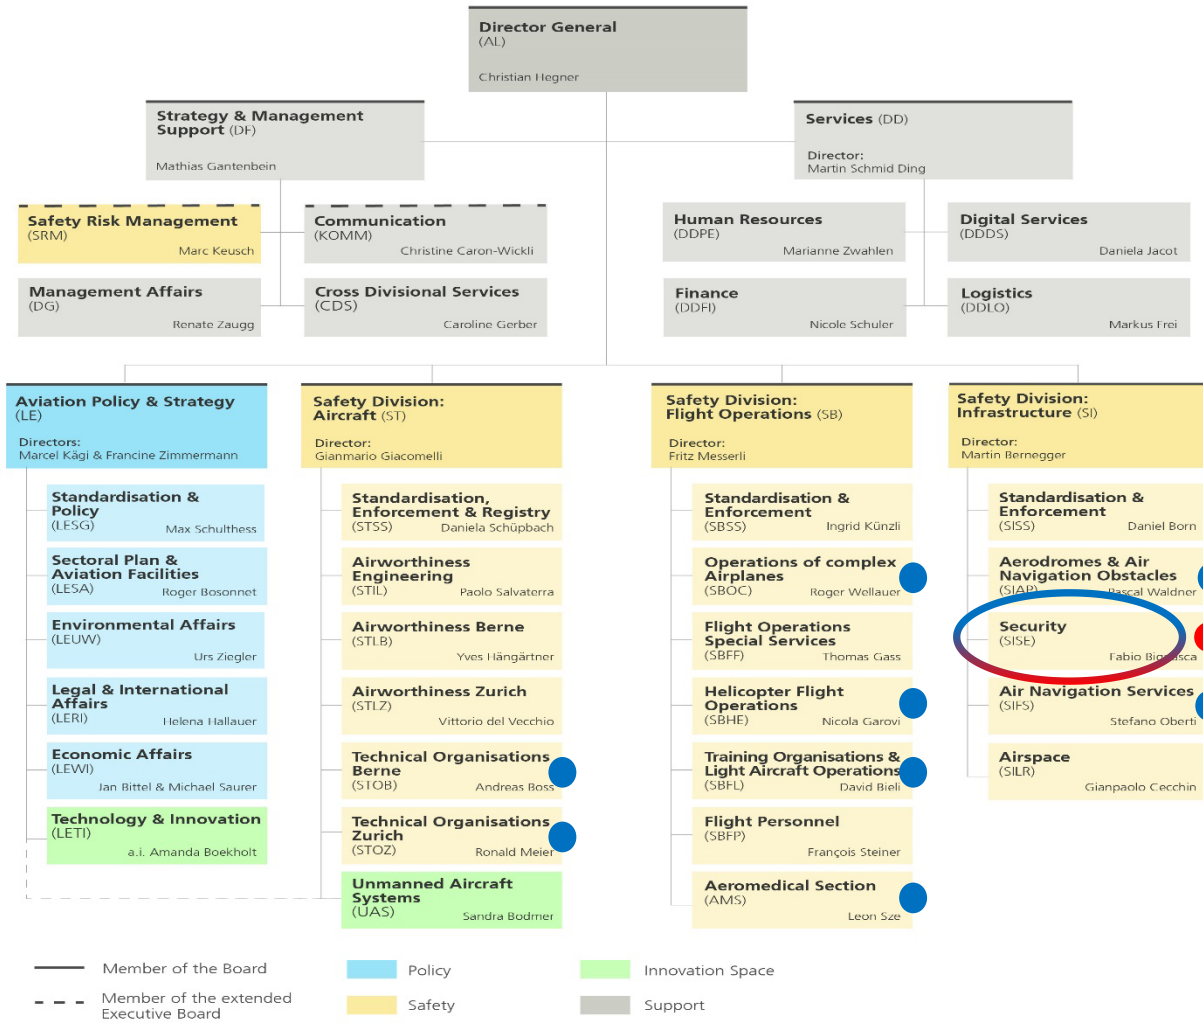 Director General
(AL)
Christian Hegner
Strategy & Management
Support (DF)
Mathias Gantenbein
Services (DD)
Director:
Martin Schmid Ding
Safety Risk Management
(SRM)
Marc Keusch
Communication
(KOMM)
Christine Caron-Wickli
Human Resources
(DDPE)
Marianne Zwahlen
Digital Services
(DDDS)
Daniela Jacot
Management Affairs
(DG)
Renate Zaugg
Cross Divisional Services
(CDS)
Caroline Gerber
Finance
(DDFI)
Nicole Schuler
Logistics
(DDLO)
Markus Frei
Aviation Policy & Strategy
(LE)
Directors:
Marcel Kägi & Francine Zimmermann
Standardisation &
Policy
(LESG) Max Schulthess
Sectoral Plan &
Aviation Facilities
(LESA) Roger Bosonnet
Environmental Affairs
(LEUW)
Urs Ziegler
Legal & International
Affairs
(LERI) Helena Hallauer
Economic Affairs
(LEWI)
Jan Bittel & Michael Saurer
Technology & Innovation
(LETI)
a.i. Amanda Boekholt
Safety Division:
Aircraft (ST)
Director:
Gianmario Giacomelli
Standardisation,
Enforcement & Registry
(STSS) Daniela Schüpbach
Airworthiness
Engineering
(STIL) Paolo Salvaterra
Airworthiness Berne
(STLB)
Yves Hängärtner
Airworthiness Zurich
(STLZ)
Vittorio del Vecchio
Technical Organisations
Berne
(STOB) Andreas Boss
Technical Organisations
Zurich
(STOZ) Ronald Meier
Unmanned Aircraft
Systems
(UAS) Sandra Bodmer
Safety Division:
Flight Operations (SB)
Director:
Fritz Messerli
Standardisation &
Enforcement
(SBSS) Ingrid Künzli
Operations of complex
Airplanes
(SBOC) Roger Wellauer
Flight Operations
Special Services
(SBFF) Thomas Gass
Helicopter Flight
Operations
(SBHE) Nicola Garovi
Training Organisations &
Light Aircraft Operations
(SBFL) David Bieli
Flight Personnel
(SBFP)
François Steiner
Aeromedical Section
(AMS)
Leon Sze
Safety Division:
Infrastructure (SI)
Director:
Martin Bernegger
Standardisation &
Enforcement
(SISS) Daniel Born
Aerodromes & Air
Navigation Obstacles
(SIAP) Pascal Waldner
Security
(SISE)
Fabio
Air Navigation Services
(SIFS)
Stefano Oberti
Airspace
(SILR)
Gianpaolo Cecchin
Member of the Board
Member of the extended
Executive Board
Policy
Safety
Innovation Space
Support